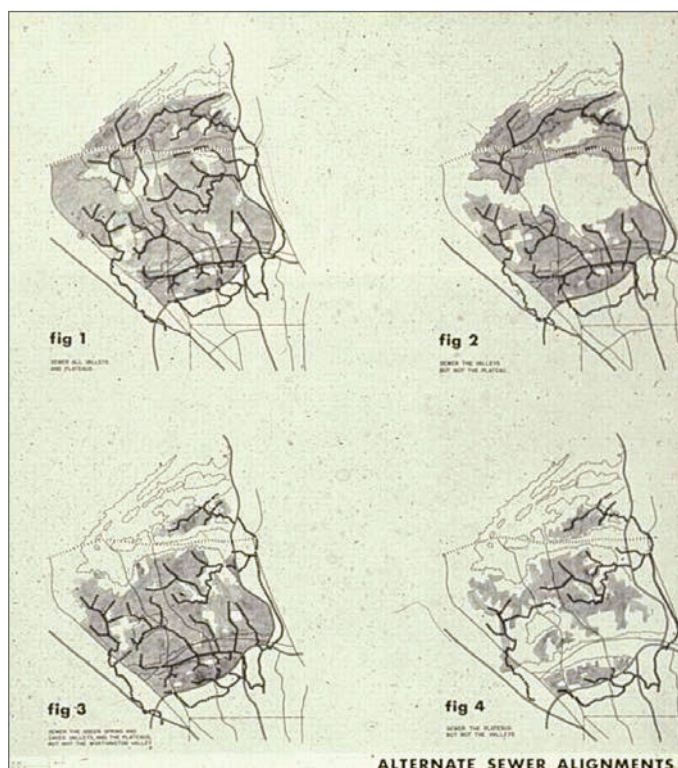 fig 1
SEWER ALL VALLEYS
AND PLATEAUS
fig 2
SEWER THE VALLEYS
BUT NOT THE PLATEAU
fig 3
SEWER THE GREEN SPRING AND
CAVES VALLEYS, AND THE PLATEAUS,
BUT NOT THE WORTHINGTON VALLEY
fig 4
SEWER THE PLATEAUS
BUT NOT THE VALLEYS
ALTERNATE SEWER ALIGNMENTS